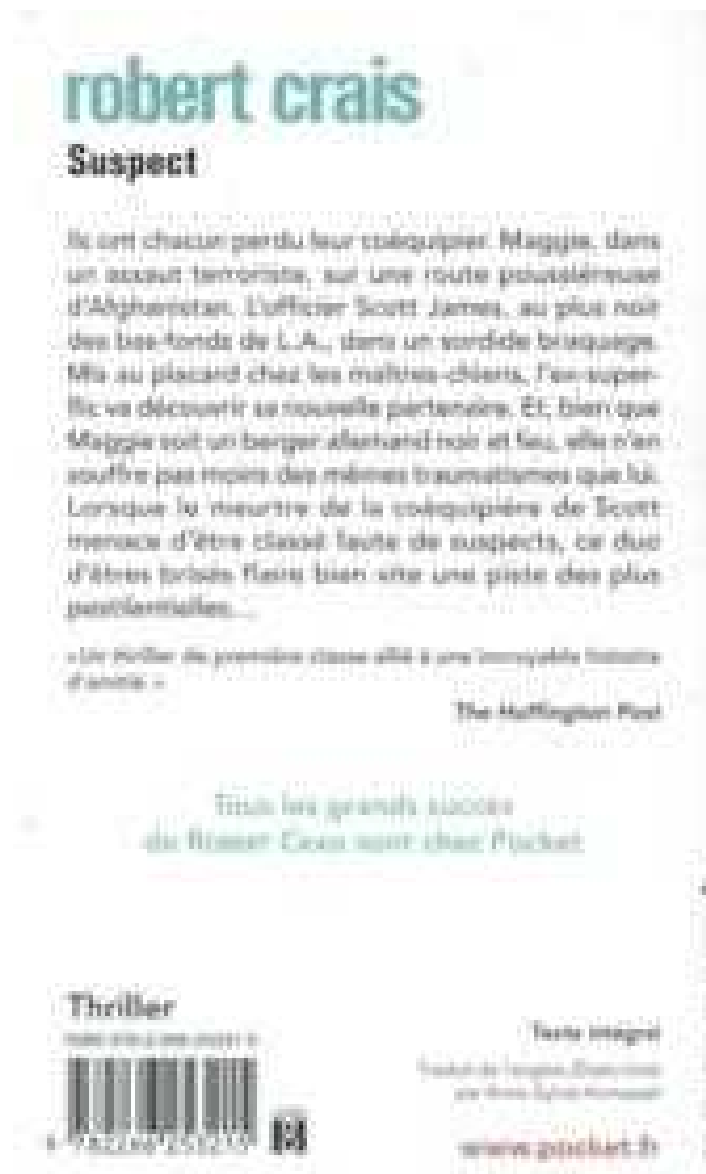 robert crais
Suspect
Ils ont chacun perdu leur coéquipier. Maggie, dans
un assaut terroriste, sur une route poussiéreuse
d'Afghanistan. L'officier Scott James, au plus noir
des bas-fonds de L.A., dans un sordide braquage.
Mis au placard chez les maîtres-chiens, l'ex-super-
flic va découvrir sa nouvelle partenaire. Et, bien que
Maggie soit un berger allemand noir et feu, elle n'en
souffre pas moins des mêmes traumatismes que lui.
Lorsque le meurtre de la coéquipière de Scott
menace d'être classé faute de suspects, ce duo
d'êtres brisés flaire bien vite une piste des plus
pestilentielles...
« Un thriller de première classe allié à une incroyable histoire
d'amitié. »
The Huffington Post
Tous les grands succès
de Robert Crais sont chez Pocket
Thriller
Texte intégral
Traduit de l'anglais (États-Unis)
par
www.pocket.fr